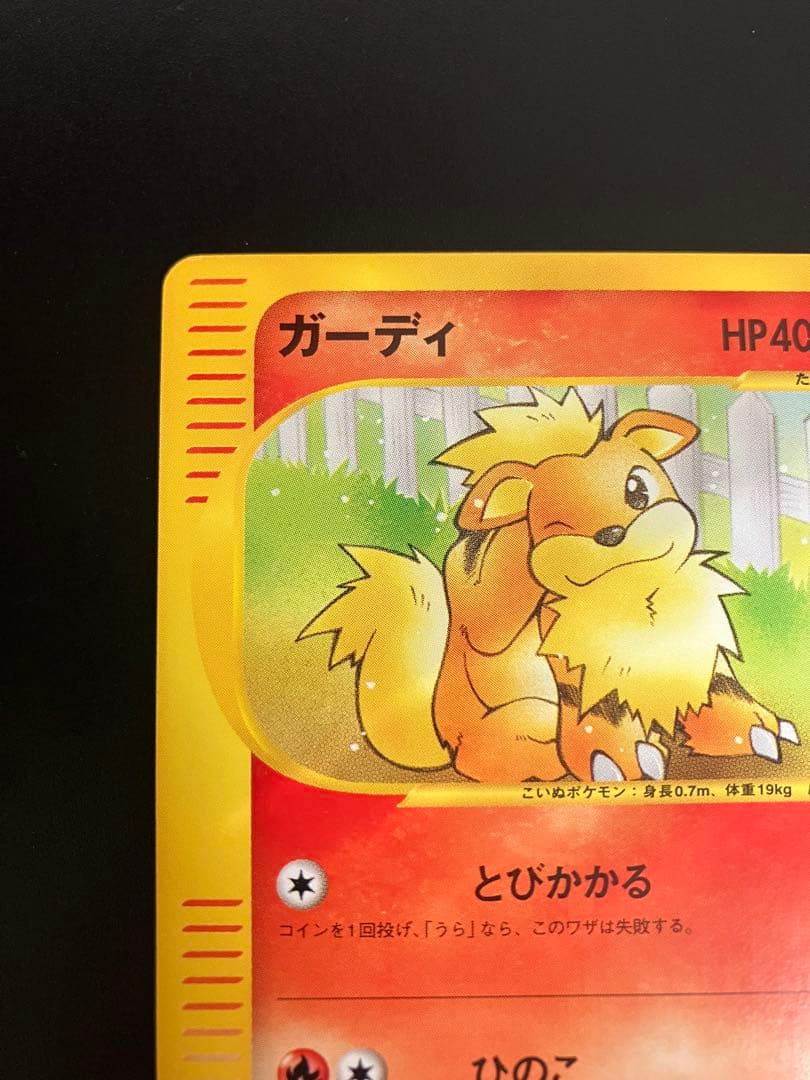 ガーディ HP40
た
こいぬポケモン:身長0.7m、体重19kg
とびかかる
コインを1回投げ、「うら」なら、このワザは失敗する。
ひのこ